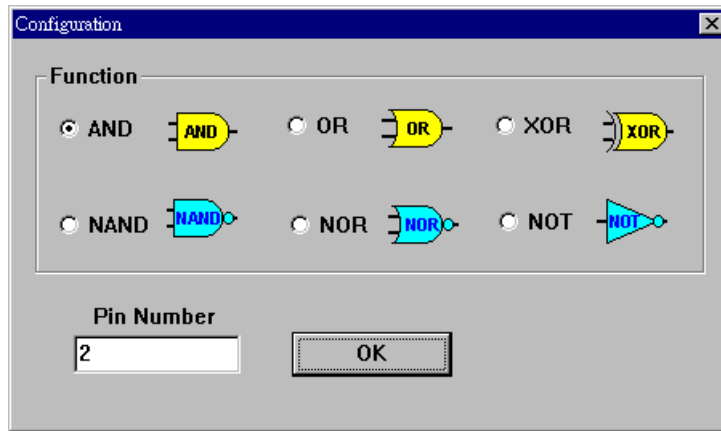 Configuration
Function
AND AND OR OR XOR XOR
NAND NAND NOR NOR NOT NOT
Pin Number
2 OK